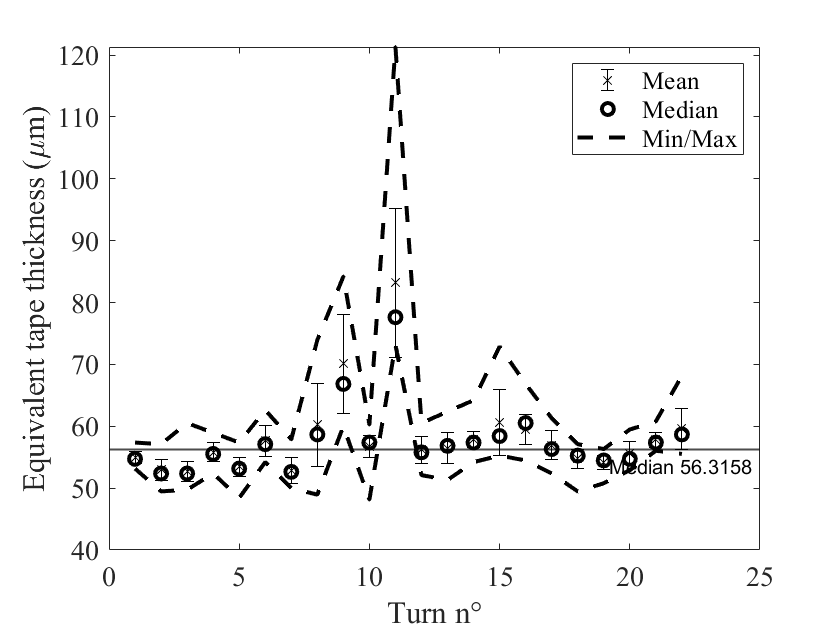 Equivalent tape thickness (μm)
120
110
100
90
80
70
60
50
40
Mean
Median
Min/Max
Median 56.3158
0 5 10 15 20 25
Turn n°